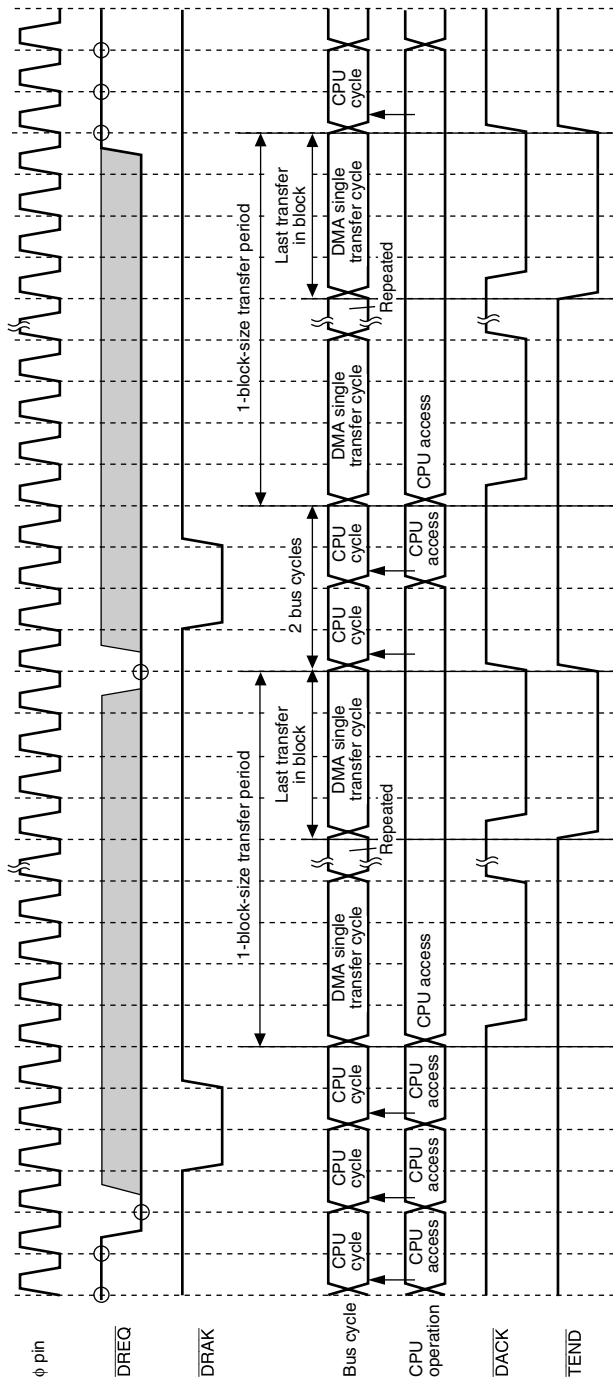 φ pin
DREQ
DRAK
1-block-size transfer period
1-block-size transfer period
Last transfer
in block
2 bus cycles
Last transfer
in block
Bus cycle
CPU
cycle
CPU
cycle
CPU
cycle
DMA single
transfer cycle
Repeated
DMA single
transfer cycle
CPU
cycle
CPU
cycle
DMA single
transfer cycle
Repeated
DMA single
transfer cycle
CPU
cycle
CPU
operation
CPU
access
CPU
access
CPU
access
CPU access
CPU
access
CPU access
DACK
TEND